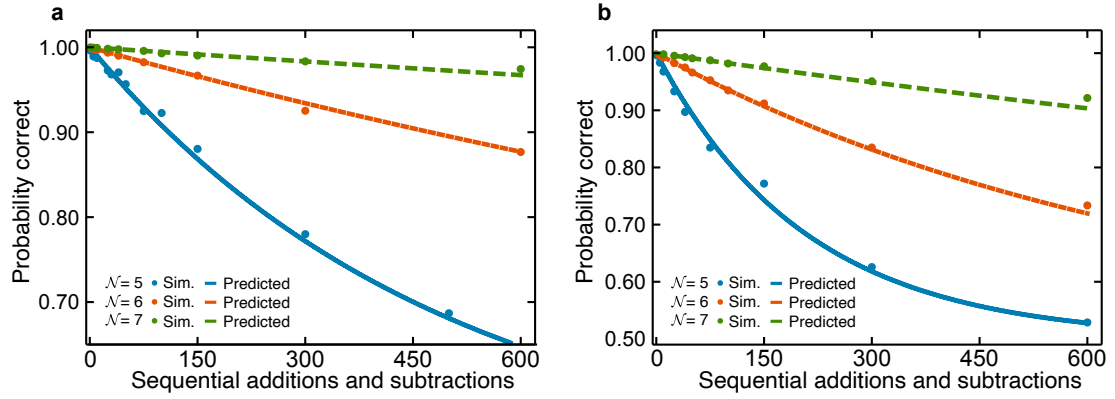 a
Probability correct
1.00
0.90
0.80
0.70
𝒩= 5 Sim. Predicted
𝒩= 6 Sim. Predicted
𝒩= 7 Sim. Predicted
0 150 300 450 600
Sequential additions and subtractions
b
Probability correct
1.00
0.90
0.80
0.70
0.60
0.50
𝒩= 5 Sim. Predicted
𝒩= 6 Sim. Predicted
𝒩= 7 Sim. Predicted
0 150 300 450 600
Sequential additions and subtractions